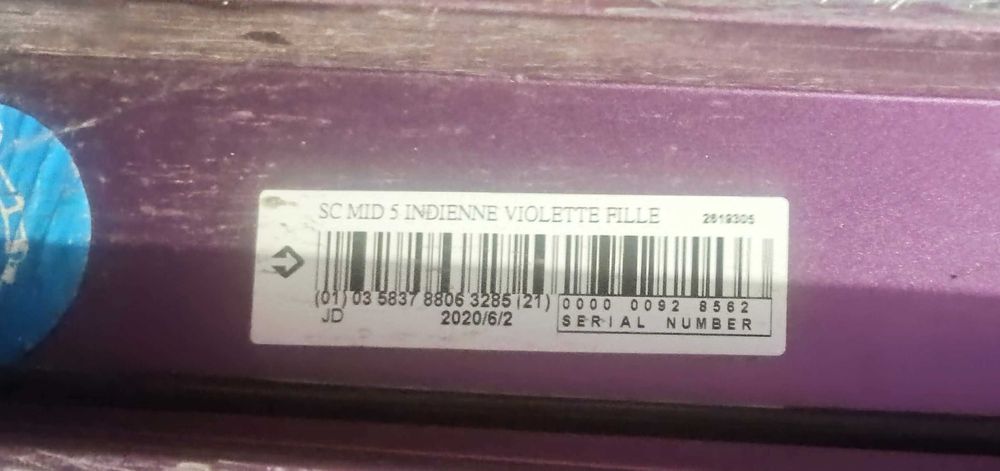 SC MID 5 INDIENNE VIOLETTE FILLE 2619305
(01) 03 5837 8806 3285 (21) 0000 0092 8562
JD 2020/6/2 SERIAL NUMBER